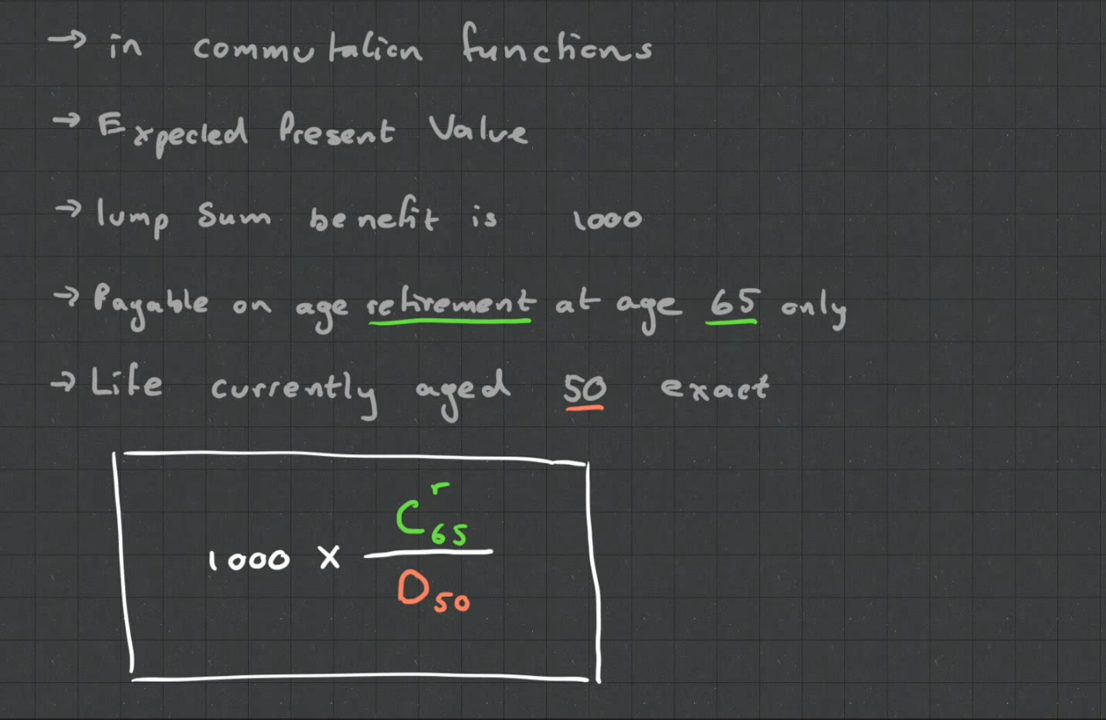 → in commutation functions
→ Expected Present Value
→ lump sum benefit is 1000
→ Payable on age retirement at age 65 only
→ Life currently aged 50 exact
1000 × C^r_65 / D_50